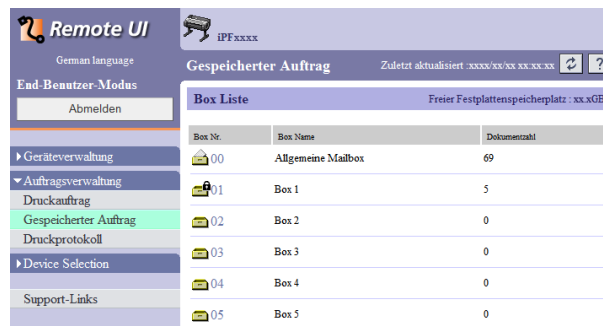 Remote UI
German language
End-Benutzer-Modus
Abmelden
Geräteverwaltung
Auftragsverwaltung
Druckauftrag
Gespeicherter Auftrag
Druckprotokoll
Device Selection
Support-Links
iPFxxxx
Gespeicherter Auftrag Zuletzt aktualisiert :xxxx/xx/xx xx:xx:xx ?
Box Liste Freier Festplattenspeicherplatz : xx.xGB
Box Nr. Box Name Dokumentzahl
00 Allgemeine Mailbox 69
01 Box 1 5
02 Box 2 0
03 Box 3 0
04 Box 4 0
05 Box 5 0